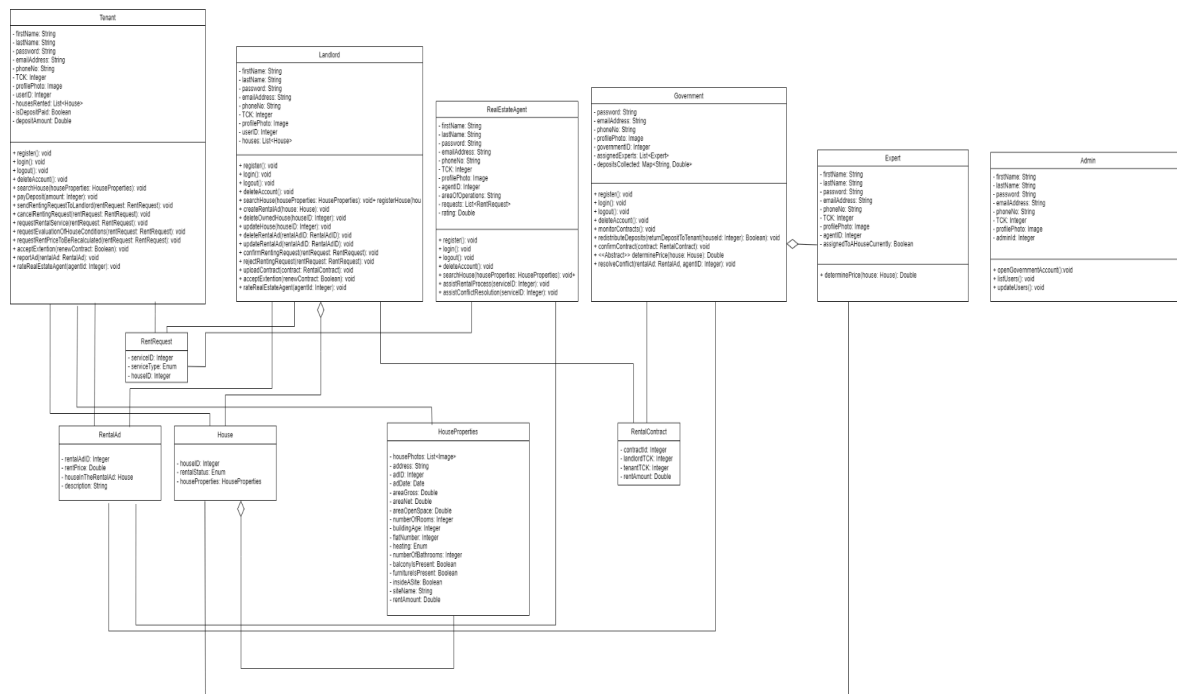 Tenant
- firstName: String
- lastName: String
- password: String
- emailAddress: String
- phoneNo: String
- TCK: Integer
- profilePhoto: Image
- userID: Integer
- housesRented: List<House>
- isDepositPaid: Boolean
- depositAmount: Double
+ register(): void
+ login(): void
+ logout(): void
+ deleteAccount(): void
+ searchHouse(houseProperties: HouseProperties): void
+ payDeposit(amount: Integer): void
+ sendRentingRequestToLandlord(rentRequest: RentRequest): void
+ cancelRentingRequest(rentRequest: RentRequest): void
+ requestRentalService(rentRequest: RentRequest): void
+ requestEvaluationOfHouseConditions(rentRequest: RentRequest): void
+ requestRentPriceToBeRecalculated(rentRequest: RentRequest): void
+ acceptExtention(renewContract: Boolean): void
+ reportAd(rentalAd: RentalAd): void
+ rateRealEstateAgent(agentId: Integer): void
Landlord
- firstName: String
- lastName: String
- password: String
- emailAddress: String
- phoneNo: String
- TCK: Integer
- profilePhoto: Image
- userID: Integer
- houses: List<House>
+ register(): void
+ login(): void
+ logout(): void
+ deleteAccount(): void
+ searchHouse(houseProperties: HouseProperties): void+ registerHouse(hou
+ createRentalAd(house: House): void
+ deleteOwnedHouse(houseID: Integer): void
+ updateHouse(houseID: Integer): void
+ deleteRentalAd(rentalAdID: RentalAdID): void
+ updateRentalAd(rentalAdID: RentalAdID): void
+ confirmRentingRequest(rentRequest: RentRequest): void
+ rejectRentingRequest(rentRequest: RentRequest): void
+ uploadContract(contract: RentalContract): void
+ acceptExtention(renewContract: Boolean): void
+ rateRealEstateAgent(agentId: Integer): void
RealEstateAgent
- firstName: String
- lastName: String
- password: String
- emailAddress: String
- phoneNo: String
- TCK: Integer
- profilePhoto: Image
- agentID: Integer
- areaOfOperations: String
- requests: List<RentRequest>
- rating: Double
+ register(): void
+ login(): void
+ logout(): void
+ deleteAccount(): void
+ searchHouse(houseProperties: HouseProperties): void+
+ assistRentalProcess(serviceID: Integer): void
+ assistConflictResolution(serviceID: Integer): void
Government
- password: String
- emailAddress: String
- phoneNo: String
- profilePhoto: Image
- governmentID: Integer
- assignedExperts: List<Expert>
- depositsCollected: Map<String, Double>
+ register(): void
+ login(): void
+ logout(): void
+ deleteAccount(): void
+ monitorContracts(): void
+ redistributeDeposits(returnDepositToTenant(houseId: Integer): Boolean): void
+ confirmContract(contract: RentalContract): void
+ <<Abstract>> determinePrice(house: House): Double
+ resolveConflict(rentalAd: RentalAd, agentID: Integer): void
Expert
- firstName: String
- lastName: String
- password: String
- emailAddress: String
- phoneNo: String
- TCK: Integer
- profilePhoto: Image
- agentID: Integer
- assignedToAHouseCurrently: Boolean
+ determinePrice(house: House): Double
Admin
- firstName: String
- lastName: String
- password: String
- emailAddress: String
- phoneNo: String
- TCK: Integer
- profilePhoto: Image
- adminId: Integer
+ openGovernmentAccount():void
+ listUsers(): void
+ updateUsers(): void
RentRequest
- serviceID: Integer
- serviceType: Enum
- houseID: Integer
RentalAd
- rentalAdID: Integer
- rentPrice: Double
- houseInTheRentalAd: House
- description: String
House
- houseID: Integer
- rentalStatus: Enum
- houseProperties: HouseProperties
HouseProperties
- housePhotos: List<Image>
- address: String
- adID: Integer
- adDate: Date
- areaGross: Double
- areaNet: Double
- areaOpenSpace: Double
- numberOfRooms: Integer
- buildingAge: Integer
- flatNumber: Integer
- heating: Enum
- numberOfBathrooms: Integer
- balconyIsPresent: Boolean
- furnitureIsPresent: Boolean
- insideASite: Boolean
- siteName: String
- rentAmount: Double
RentalContract
- contractId: Integer
- landlordTCK: Integer
- tenantTCK: Integer
- rentAmount: Double